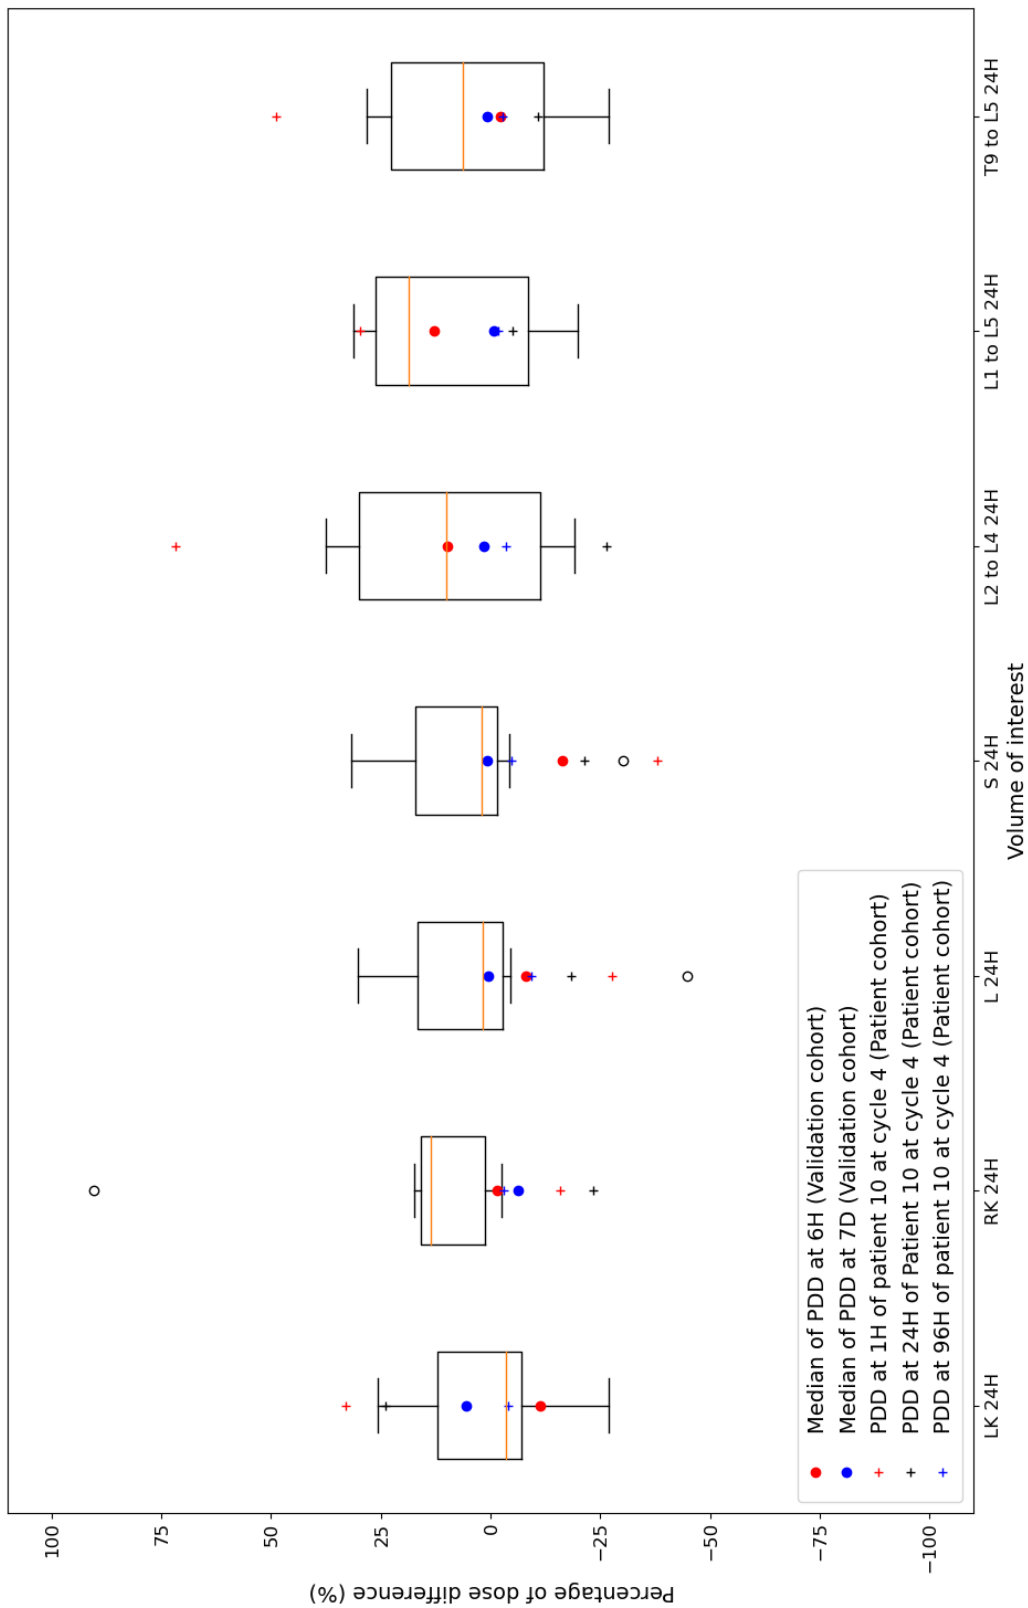 Percentage of dose difference (%)
100
75
50
25
0
−25
−50
−75
−100
LK 24H
RK 24H
L 24H
S 24H
L2 to L4 24H
L1 to L5 24H
T9 to L5 24H
Volume of interest
Median of PDD at 6H (Validation cohort)
Median of PDD at 7D (Validation cohort)
PDD at 1H of patient 10 at cycle 4 (Patient cohort)
PDD at 24H of Patient 10 at cycle 4 (Patient cohort)
PDD at 96H of patient 10 at cycle 4 (Patient cohort)